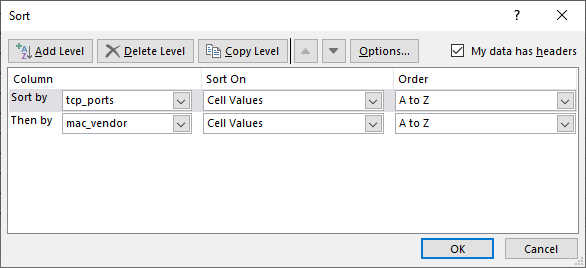 Sort
? 
Add Level Delete Level Copy Level Options... My data has headers
Column Sort On Order
Sort by tcp_ports Cell Values A to Z
Then by mac_vendor Cell Values A to Z
OK Cancel